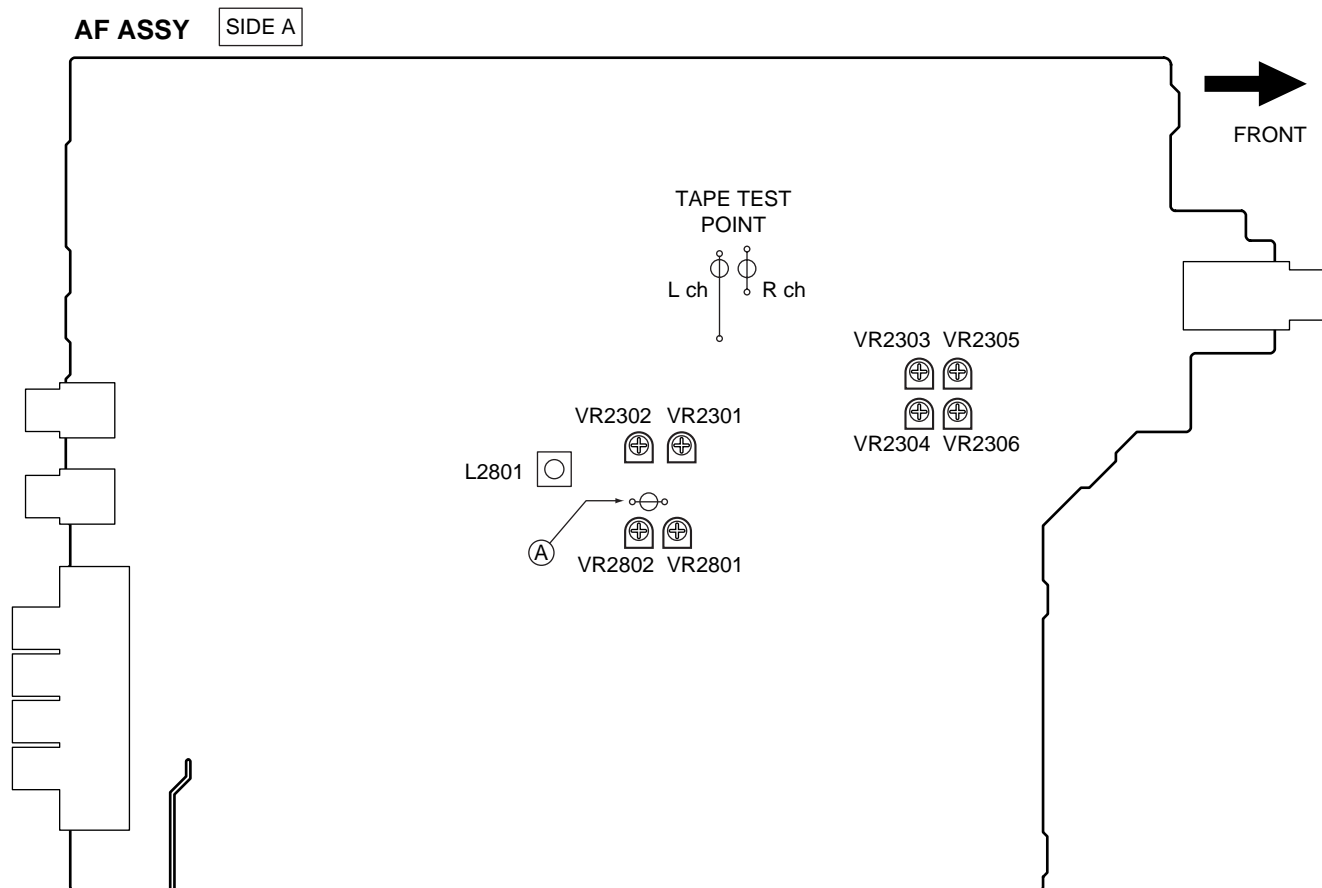 AF ASSY SIDE A
FRONT
TAPE TEST
POINT
L ch R ch
VR2303 VR2305
VR2304 VR2306
VR2302 VR2301
L2801
A
VR2802 VR2801